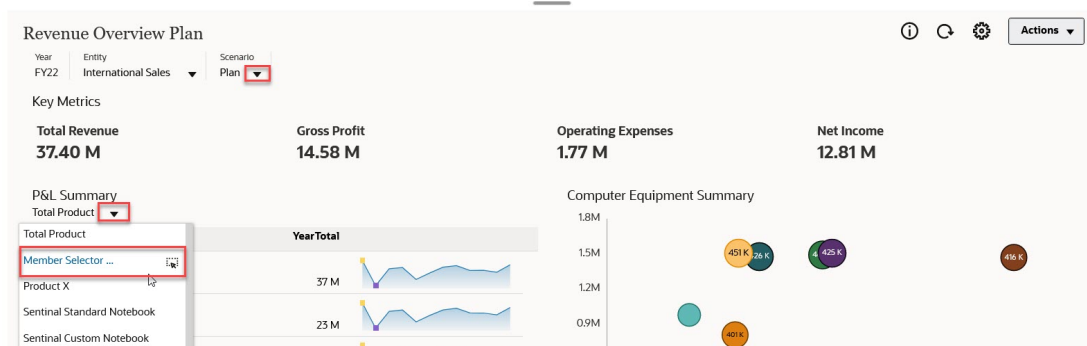 Revenue Overview Plan
Actions
Year Entity Scenario
FY22 International Sales Plan
Key Metrics
Total Revenue Gross Profit Operating Expenses Net Income
37.40 M 14.58 M 1.77 M 12.81 M
P&L Summary
Total Product
Total Product
Member Selector ...
Product X
Sentinal Standard Notebook
Sentinal Custom Notebook
YearTotal
37 M
23 M
Computer Equipment Summary
1.8M
1.5M
1.2M
0.9M
451 K
425 K
416 K
401 K